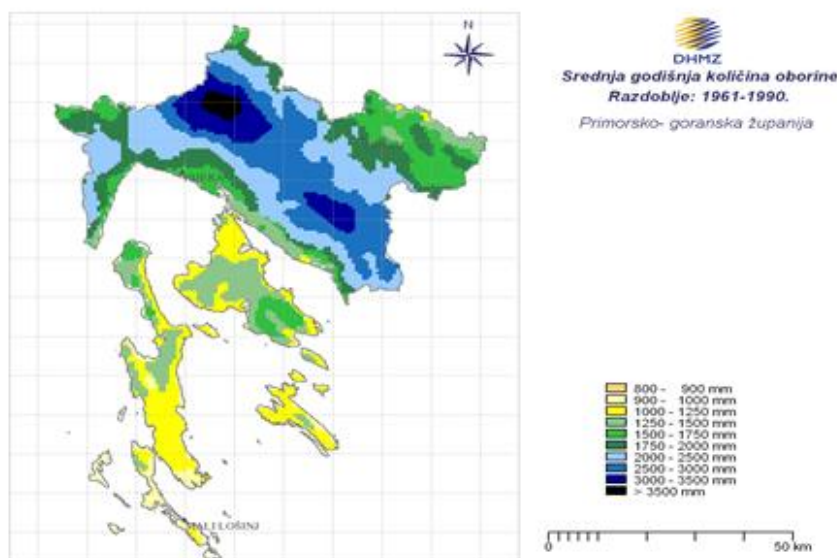 N
DHMZ
Srednja godišnja količina oborine
Razdoblje: 1961-1990.
Primorsko- goranska županija
800 - 900 mm
900 - 1000 mm
1000 - 1250 mm
1250 - 1500 mm
1500 - 1750 mm
1750 - 2000 mm
2000 - 2500 mm
2500 - 3000 mm
3000 - 3500 mm
> 3500 mm
0 50 km